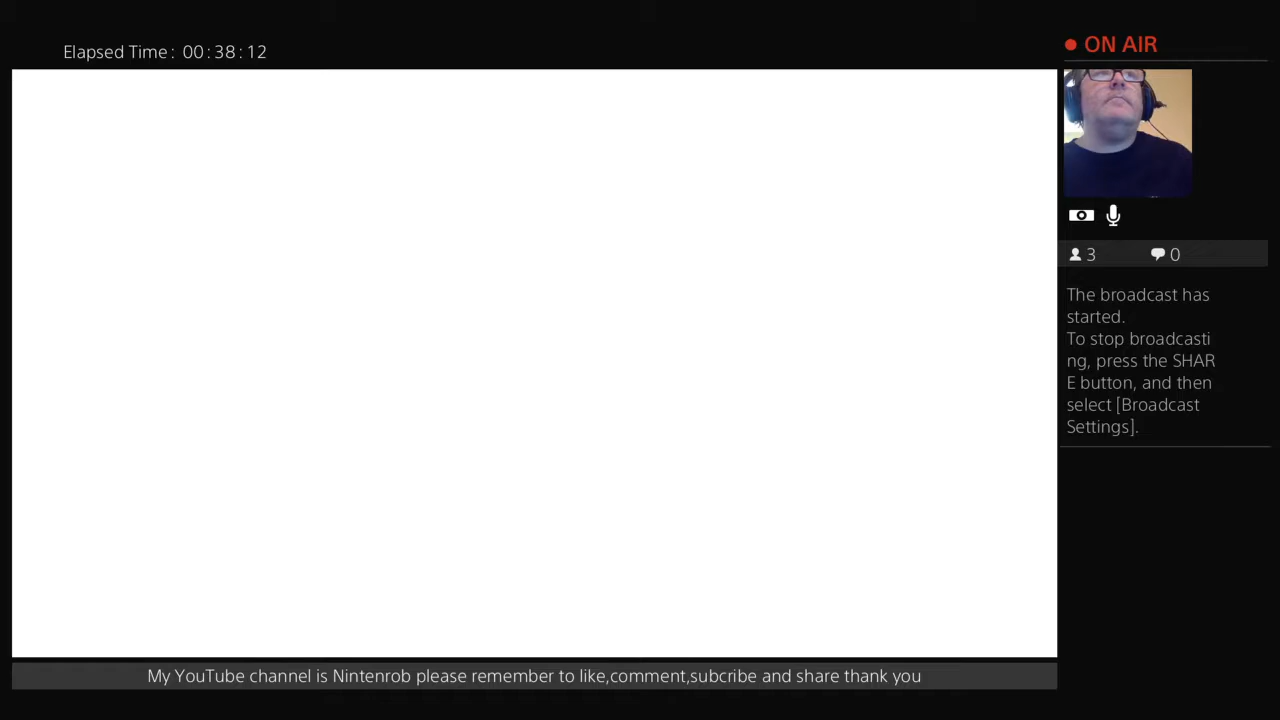 Elapsed Time: 00:38:12
ON AIR
3 0
The broadcast has
started.
To stop broadcasti
ng, press the SHAR
E button, and then
select [Broadcast
Settings].
My YouTube channel is Nintenrob please remember to like,comment,subcribe and share thank you